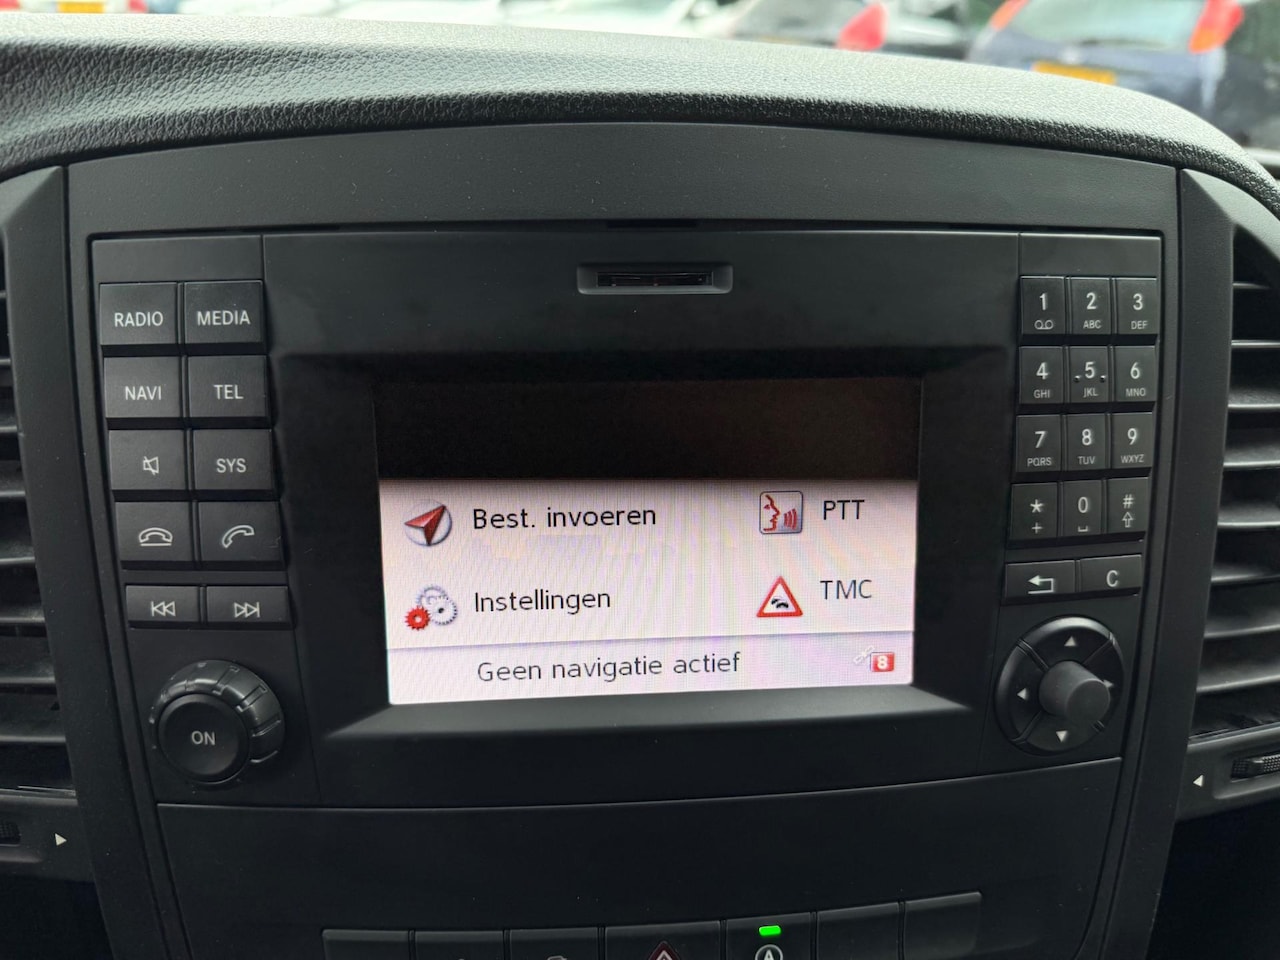 RADIO MEDIA
NAVI TEL
SYS
ON
Best. invoeren PTT
Instellingen TMC
Geen navigatie actief 8
1 2 3
ABC DEF
4 5 6
GHI JKL MNO
7 8 9
PQRS TUV WXYZ
* 0 #
+
C
A